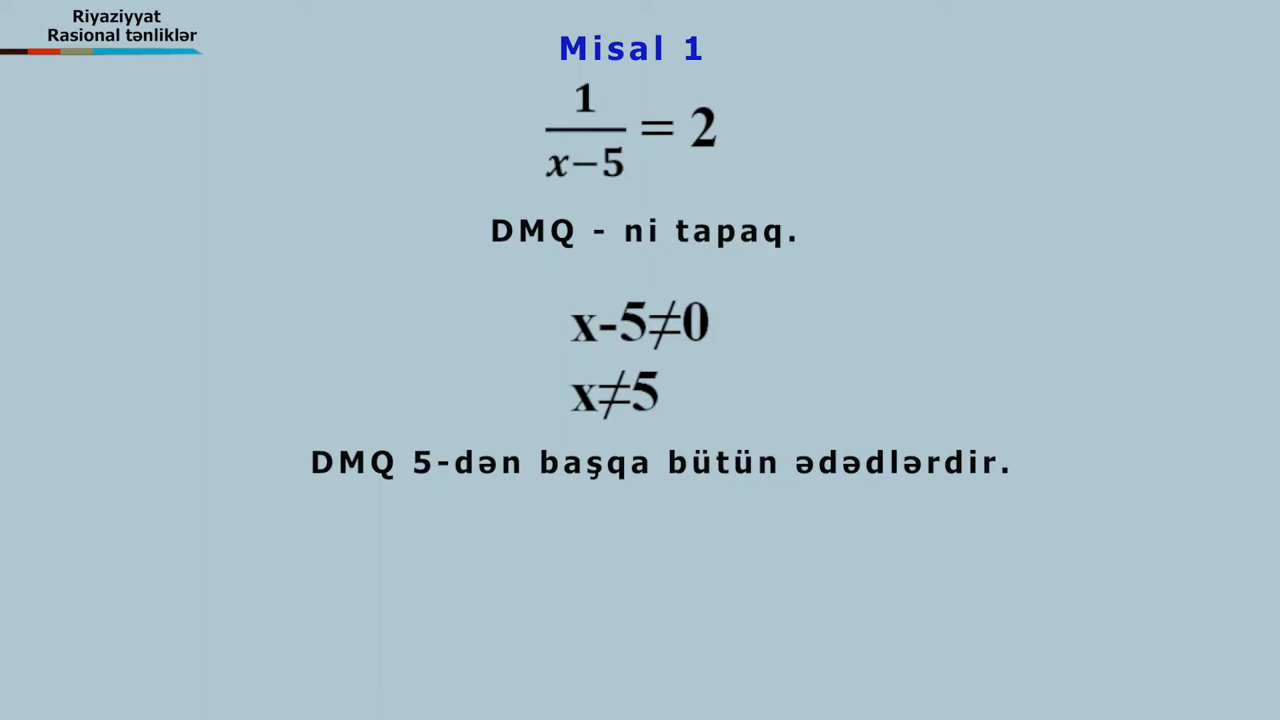 Riyaziyyat
Rasional tənliklər
Misal 1
1
x−5
= 2
DMQ - ni tapaq.
x-5≠0
x≠5
DMQ 5-dən başqa bütün ədədlərdir.